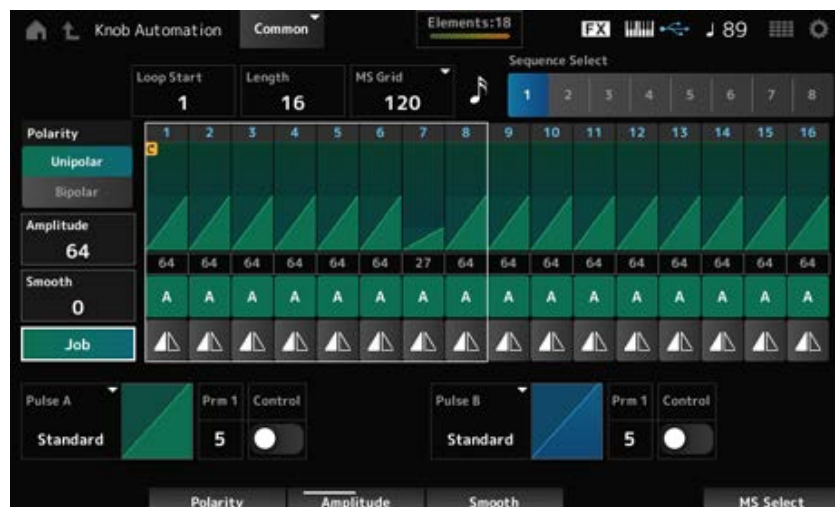 Knob Automation
Common
Elements:18
FX
89
Loop Start
1
Length
16
MS Grid
120
Sequence Select
1 2 3 4 5 6 7 8
Polarity
Unipolar
Bipolar
Amplitude
64
Smooth
0
Job
1 2 3 4 5 6 7 8 9 10 11 12 13 14 15 16
C
64 64 64 64 64 64 27 64 64 64 64 64 64 64 64 64
A A A A A A A A A A A A A A A A
Pulse A
Standard
Prm 1
5
Control
Pulse B
Standard
Prm 1
5
Control
Polarity
Amplitude
Smooth
MS Select